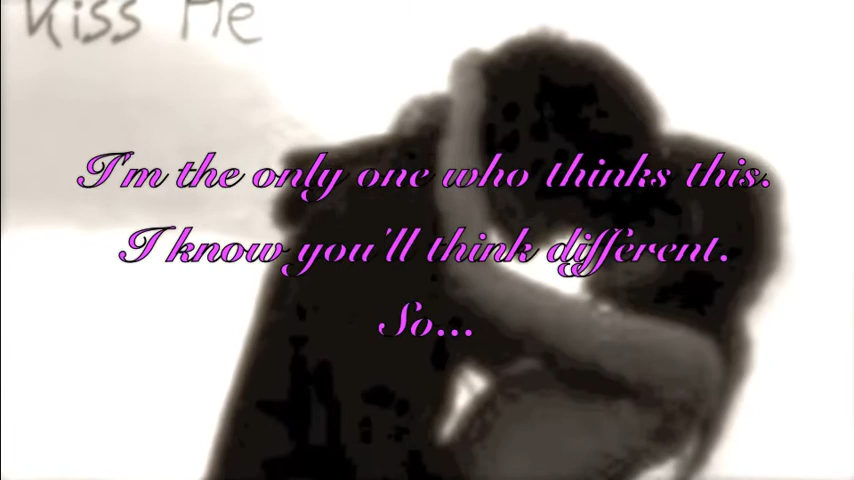 Kiss Me
I'm the only one who thinks this.
I know you'll think different.
So...